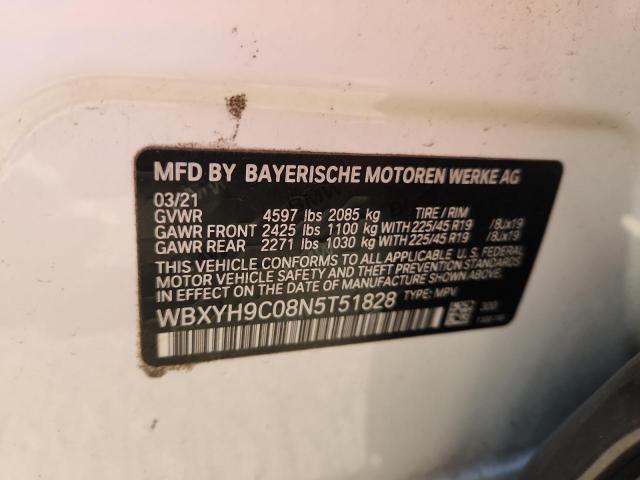 MFD BY BAYERISCHE MOTOREN WERKE AG
03/21
GVWR 4597 lbs 2085 kg TIRE / RIM
GAWR FRONT 2425 lbs 1100 kg WITH 225/45 R19 /8Jx19
GAWR REAR 2271 lbs 1030 kg WITH 225/45 R19 /8Jx19
THIS VEHICLE CONFORMS TO ALL APPLICABLE U.S. FEDERAL
MOTOR VEHICLE SAFETY, BUMPER, AND THEFT PREVENTION STANDARDS
IN EFFECT ON THE DATE OF MANUFACTURE SHOWN ABOVE.
WBXYH9C08N5T51828 TYPE: MPV
300